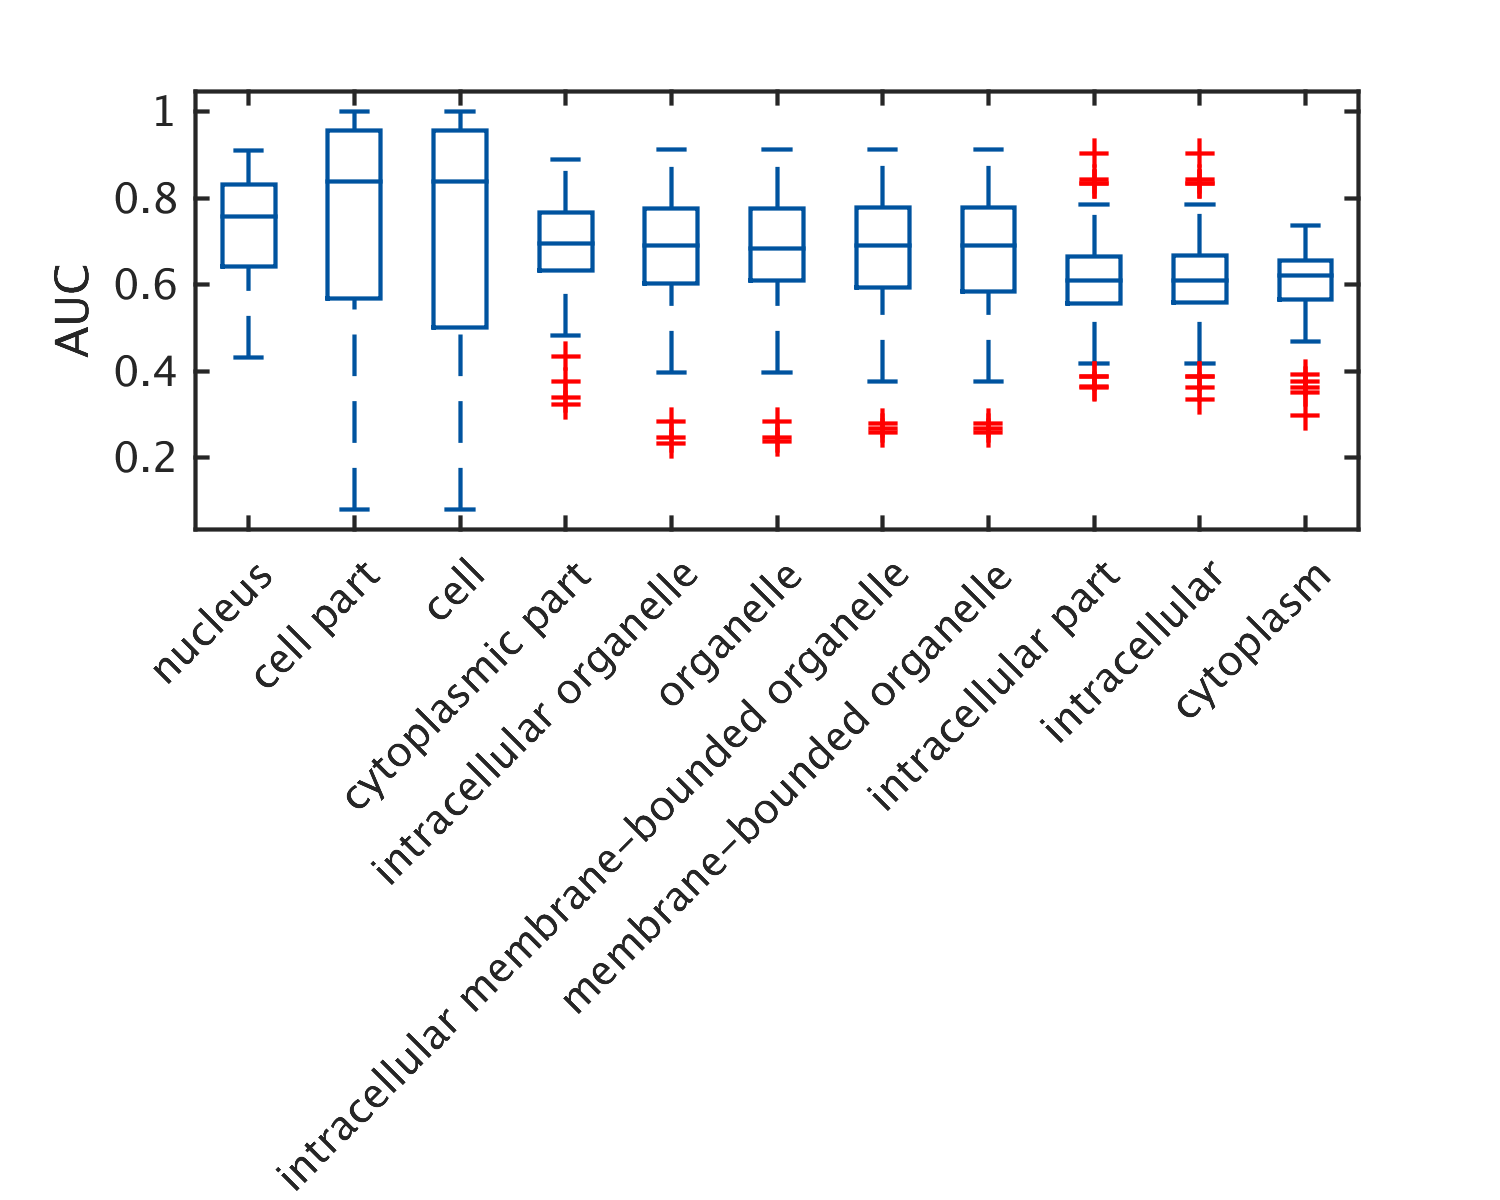 AUC
1
0.8
0.6
0.4
0.2
nucleus
cell part
cell
cytoplasmic part
intracellular organelle
organelle
intracellular membrane−bounded organelle
membrane−bounded organelle
intracellular part
intracellular
cytoplasm